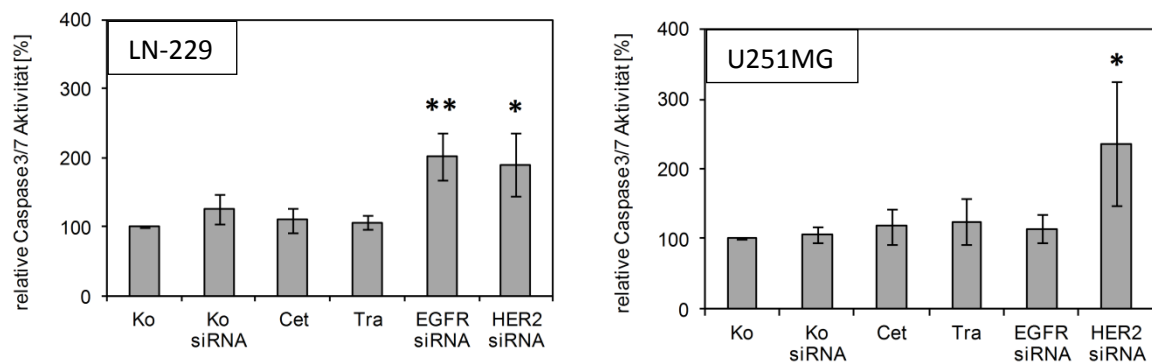 relative Caspase3/7 Aktivität [%]
400
300
200
100
0
LN-229
**
*
Ko
Ko
siRNA
Cet
Tra
EGFR
siRNA
HER2
siRNA
relative Caspase3/7 Aktivität [%]
400
300
200
100
0
U251MG
*
Ko
Ko
siRNA
Cet
Tra
EGFR
siRNA
HER2
siRNA